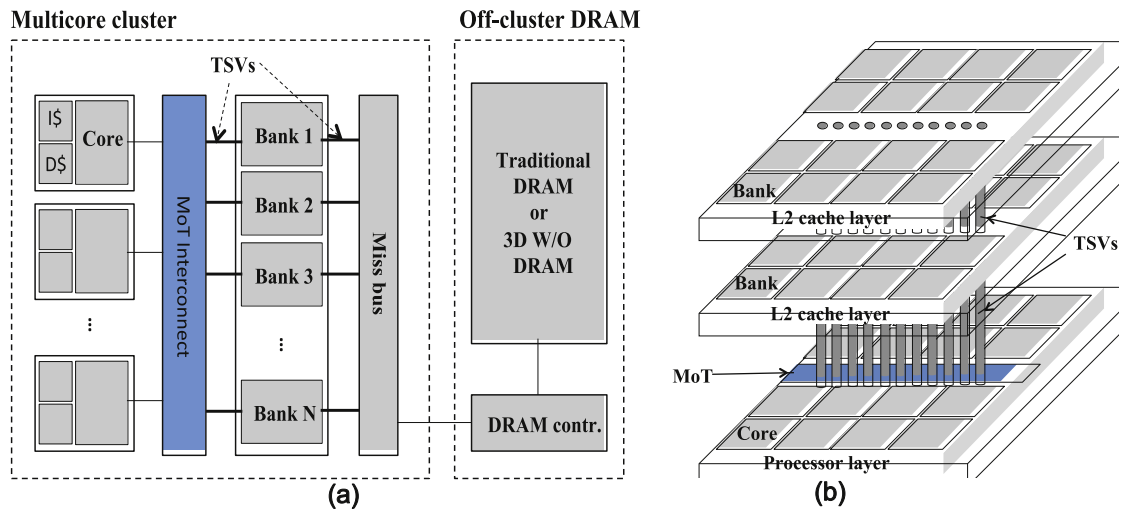 Multicore cluster
Off-cluster DRAM
TSVs
I$
D$
Core
...
MoT Interconnect
Bank 1
Bank 2
Bank 3
...
Bank N
Miss bus
Traditional
DRAM
or
3D W/O
DRAM
DRAM contr.
(a)
Bank
L2 cache layer
TSVs
Bank
L2 cache layer
MoT
Core
Processor layer
(b)